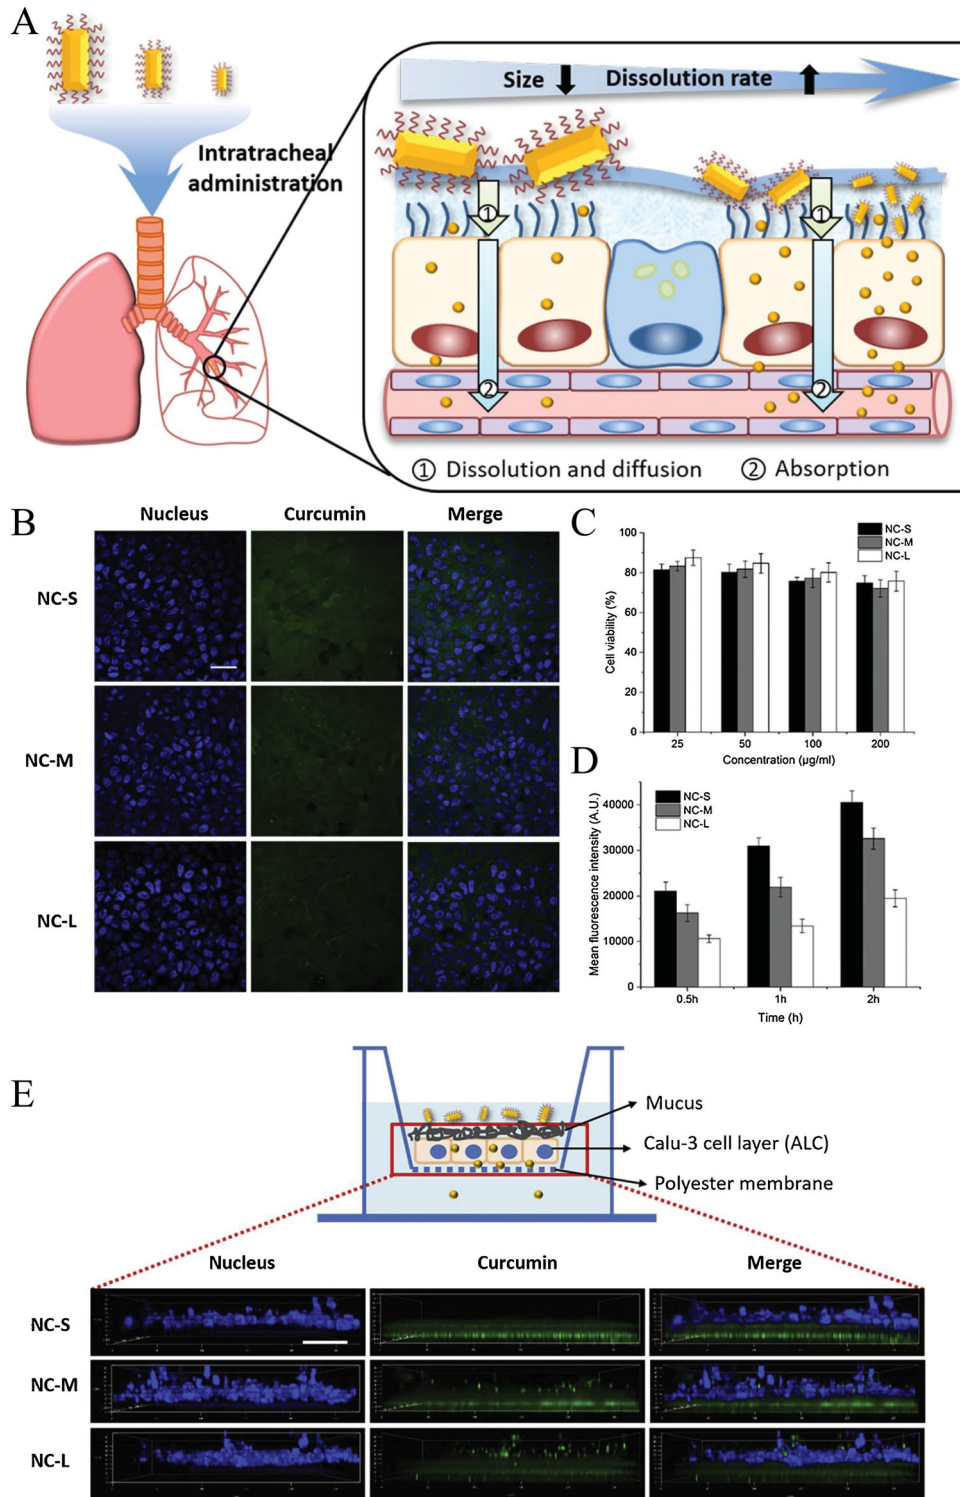 A
Size
Dissolution rate
Intratracheal
administration
①
①
②
②
① Dissolution and diffusion
② Absorption
B
Nucleus
Curcumin
Merge
NC-S
NC-M
NC-L
C
NC-S
NC-M
NC-L
100
80
60
40
20
0
Cell viability (%)
25
50
100
200
Concentration (µg/ml)
D
NC-S
NC-M
NC-L
40000
30000
20000
10000
0
Mean fluorescence intensity (A.U.)
0.5h
1h
2h
Time (h)
E
Mucus
Calu-3 cell layer (ALC)
Polyester membrane
Nucleus
Curcumin
Merge
NC-S
NC-M
NC-L